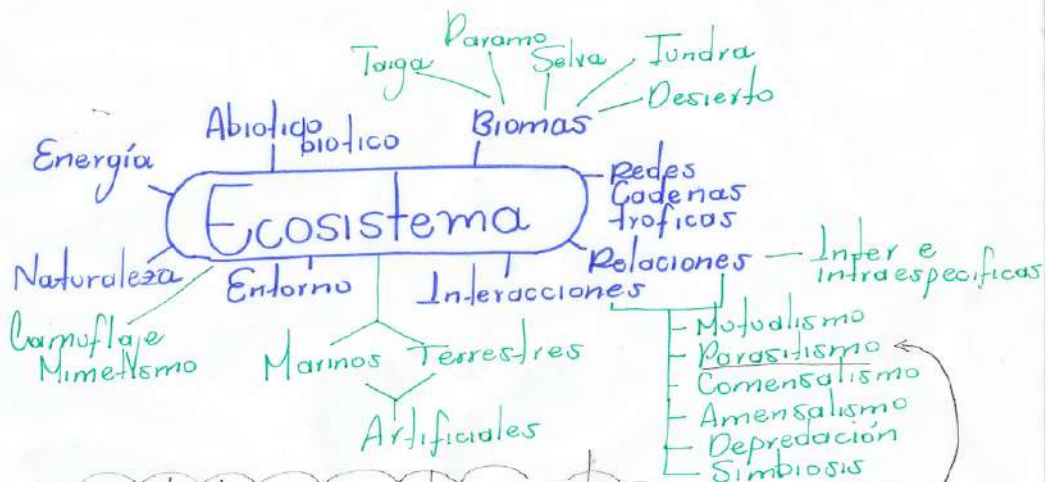 Taiga
Paramo
Selva
Tundra
Desierto
Biomas
Abiotico
biotico
Energía
Ecosistema
Redes
Cadenas
troficas
Relaciones
Inter e
intraespecificas
Naturaleza
Entorno
Interacciones
Camuflaje
Mimetismo
Marinos
Terrestres
Artificiales
Mutualismo
Parasitismo
Comensalismo
Amensalismo
Depredación
Simbiosis